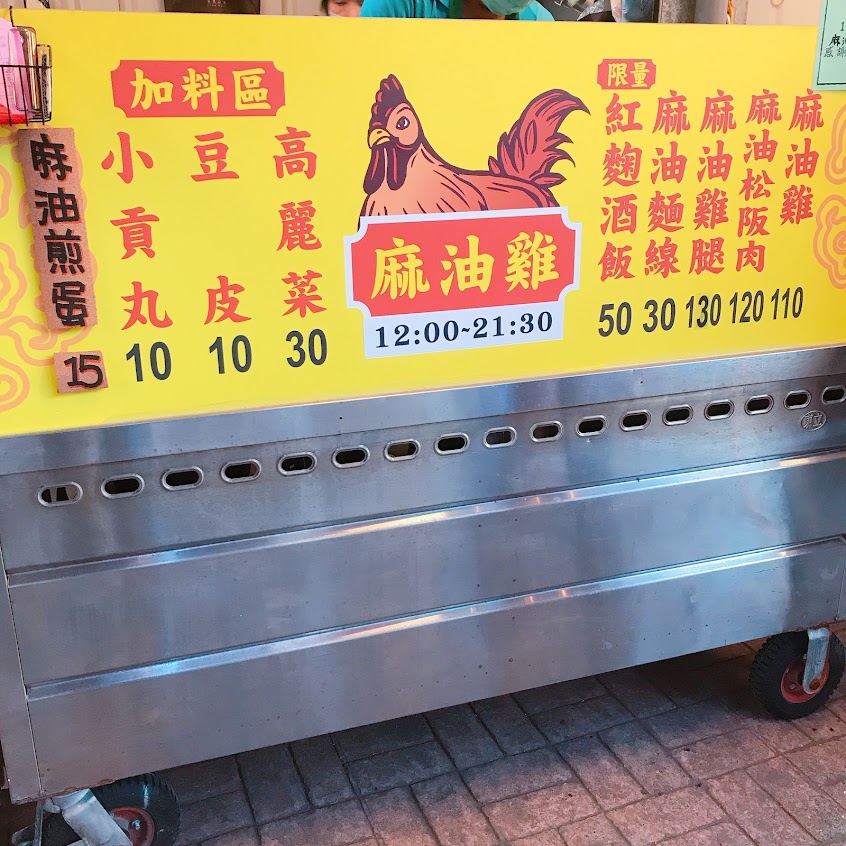 加料區
麻油煎蛋
15
小貢丸
10
豆皮
10
高麗菜
30
麻油雞
12:00~21:30
限量
紅麴酒飯
50
麻油麵線
30
麻油雞腿
130
麻油松阪肉
120
麻油雞
110